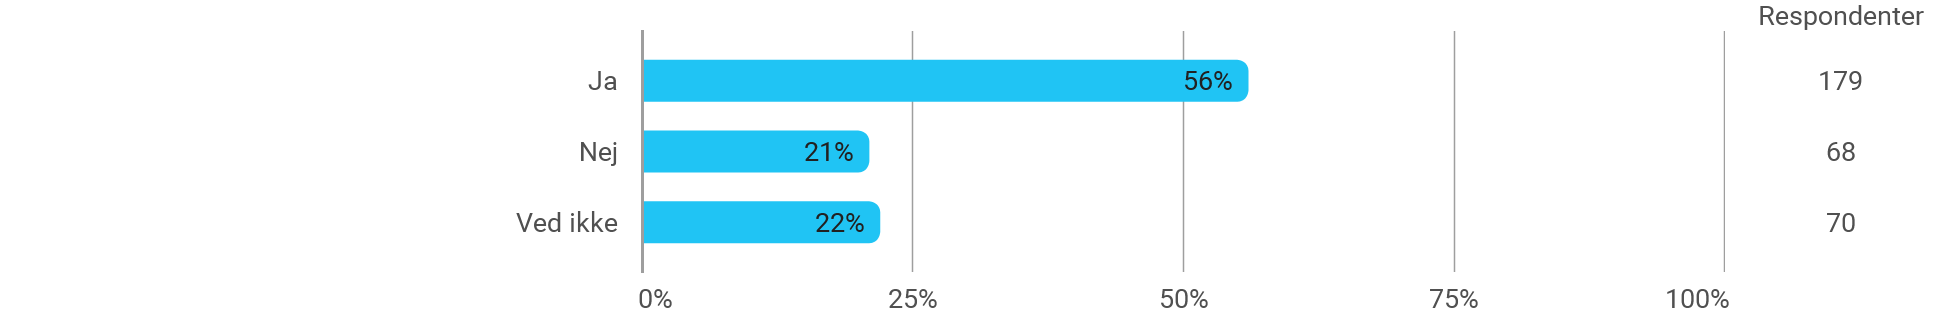 Respondenter
Ja 56% 179
Nej 21% 68
Ved ikke 22% 70
0% 25% 50% 75% 100%